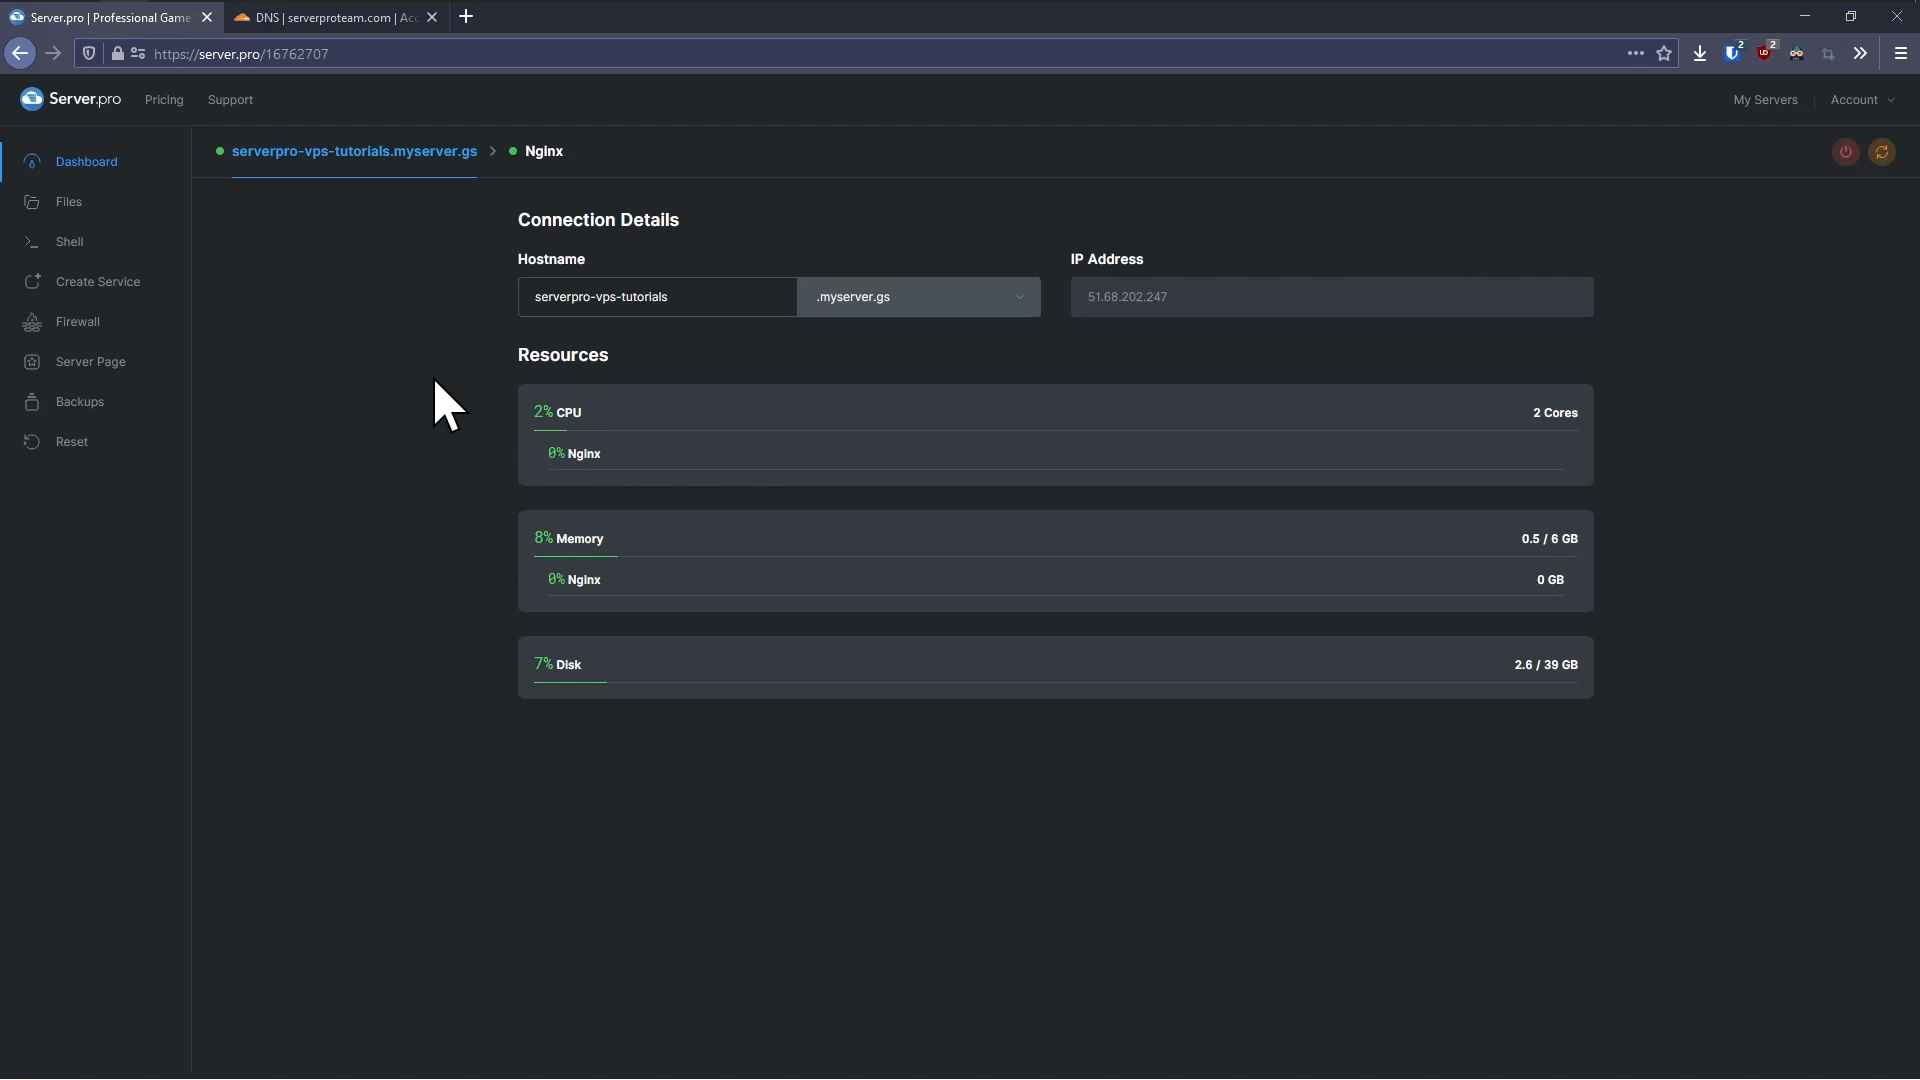 Server.pro | Professional Game
DNS | serverproteam.com | Acc
https://server.pro/16762707
2
2
Server.pro
Pricing
Support
My Servers
Account
Dashboard
Files
Shell
Create Service
Firewall
Server Page
Backups
Reset
serverpro-vps-tutorials.myserver.gs
Nginx
Connection Details
Hostname
IP Address
serverpro-vps-tutorials
.myserver.gs
51.68.202.247
Resources
2% CPU
2 Cores
0% Nginx
8% Memory
0.5 / 6 GB
0% Nginx
0 GB
7% Disk
2.6 / 39 GB